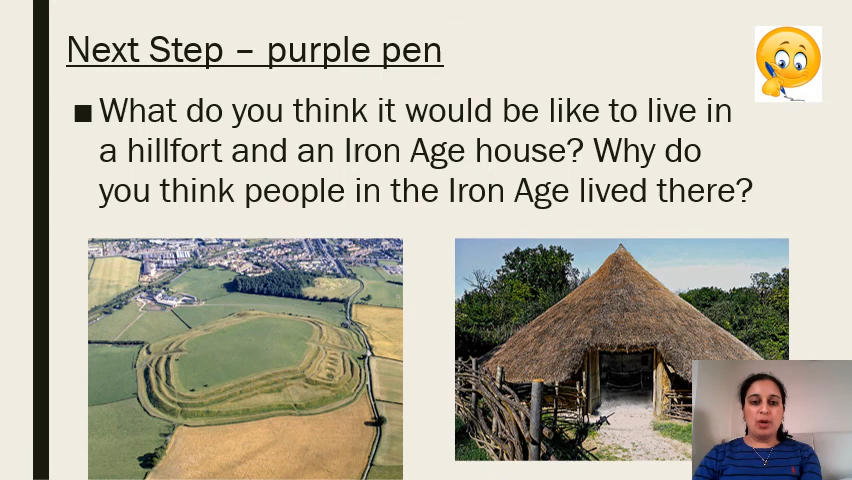 Next Step – purple pen
■ What do you think it would be like to live in
a hillfort and an Iron Age house? Why do
you think people in the Iron Age lived there?